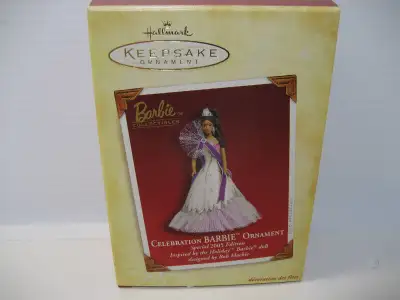 Hallmark
KEEPSAKE
ORNAMENT
Barbie™
COLLECTIBLES
CELEBRATION BARBIE™ ORNAMENT
Special 2005 Edition
Inspired by the Holiday™ Barbie® doll
designed by Bob Mackie